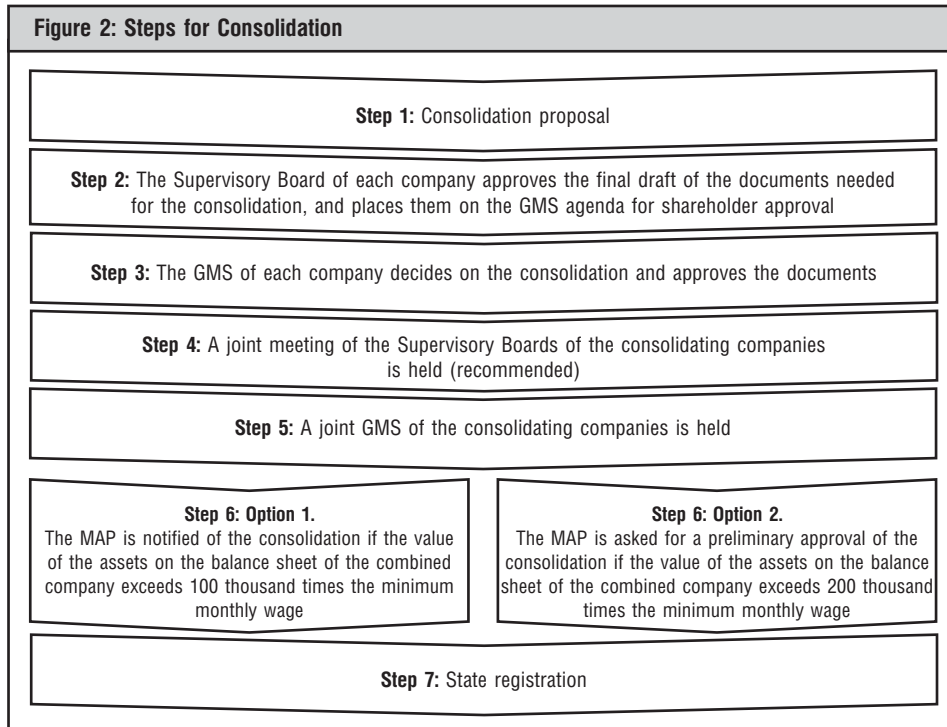 Figure 2: Steps for Consolidation
Step 1: Consolidation proposal
Step 2: The Supervisory Board of each company approves the final draft of the documents needed
for the consolidation, and places them on the GMS agenda for shareholder approval
Step 3: The GMS of each company decides on the consolidation and approves the documents
Step 4: A joint meeting of the Supervisory Boards of the consolidating companies
is held (recommended)
Step 5: A joint GMS of the consolidating companies is held
Step 6: Option 1.
The MAP is notified of the consolidation if the value
of the assets on the balance sheet of the combined
company exceeds 100 thousand times the minimum
monthly wage
Step 6: Option 2.
The MAP is asked for a preliminary approval of the
consolidation if the value of the assets on the balance
sheet of the combined company exceeds 200 thousand
times the minimum monthly wage
Step 7: State registration